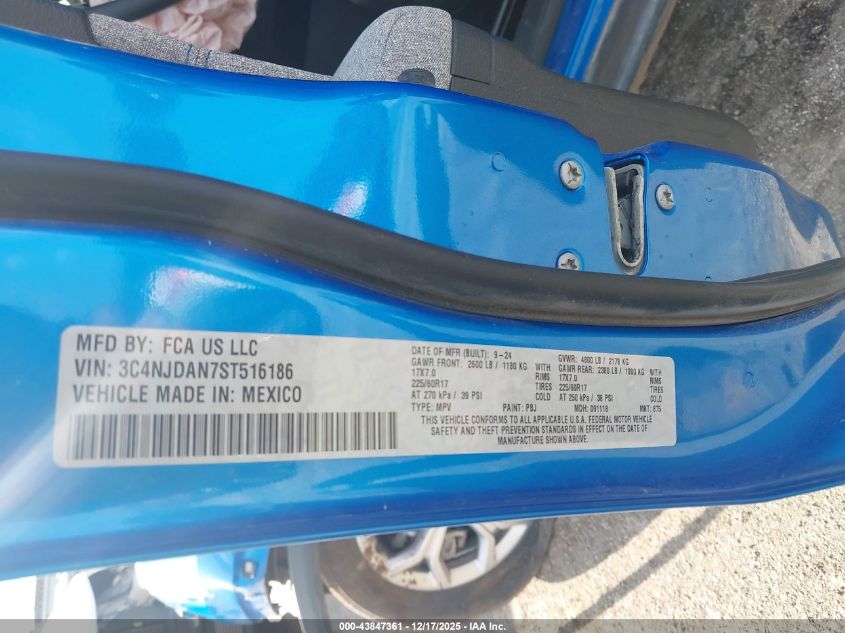 MFD BY: FCA US LLC
VIN: 3C4NJDAN7ST516186
VEHICLE MADE IN: MEXICO
DATE OF MFR (BUILT): 9-24 GVWR: 4800 LB / 2178 KG
GAWR FRONT: 2600 LB / 1180 KG WITH GAWR REAR: 2380 LB / 1080 KG WITH
17X7.0 RIMS 17X7.0 RIMS
225/60R17 TIRES 225/60R17 TIRES
AT 270 kPa / 39 PSI COLD AT 250 kPa / 36 PSI COLD
TYPE: MPV PAINT: PBJ MDH: 091118 MKT: 875
THIS VEHICLE CONFORMS TO ALL APPLICABLE U.S.A. FEDERAL MOTOR VEHICLE
SAFETY AND THEFT PREVENTION STANDARDS IN EFFECT ON THE DATE OF
MANUFACTURE SHOWN ABOVE.
000-43847361 - 12/17/2025 - IAA Inc.